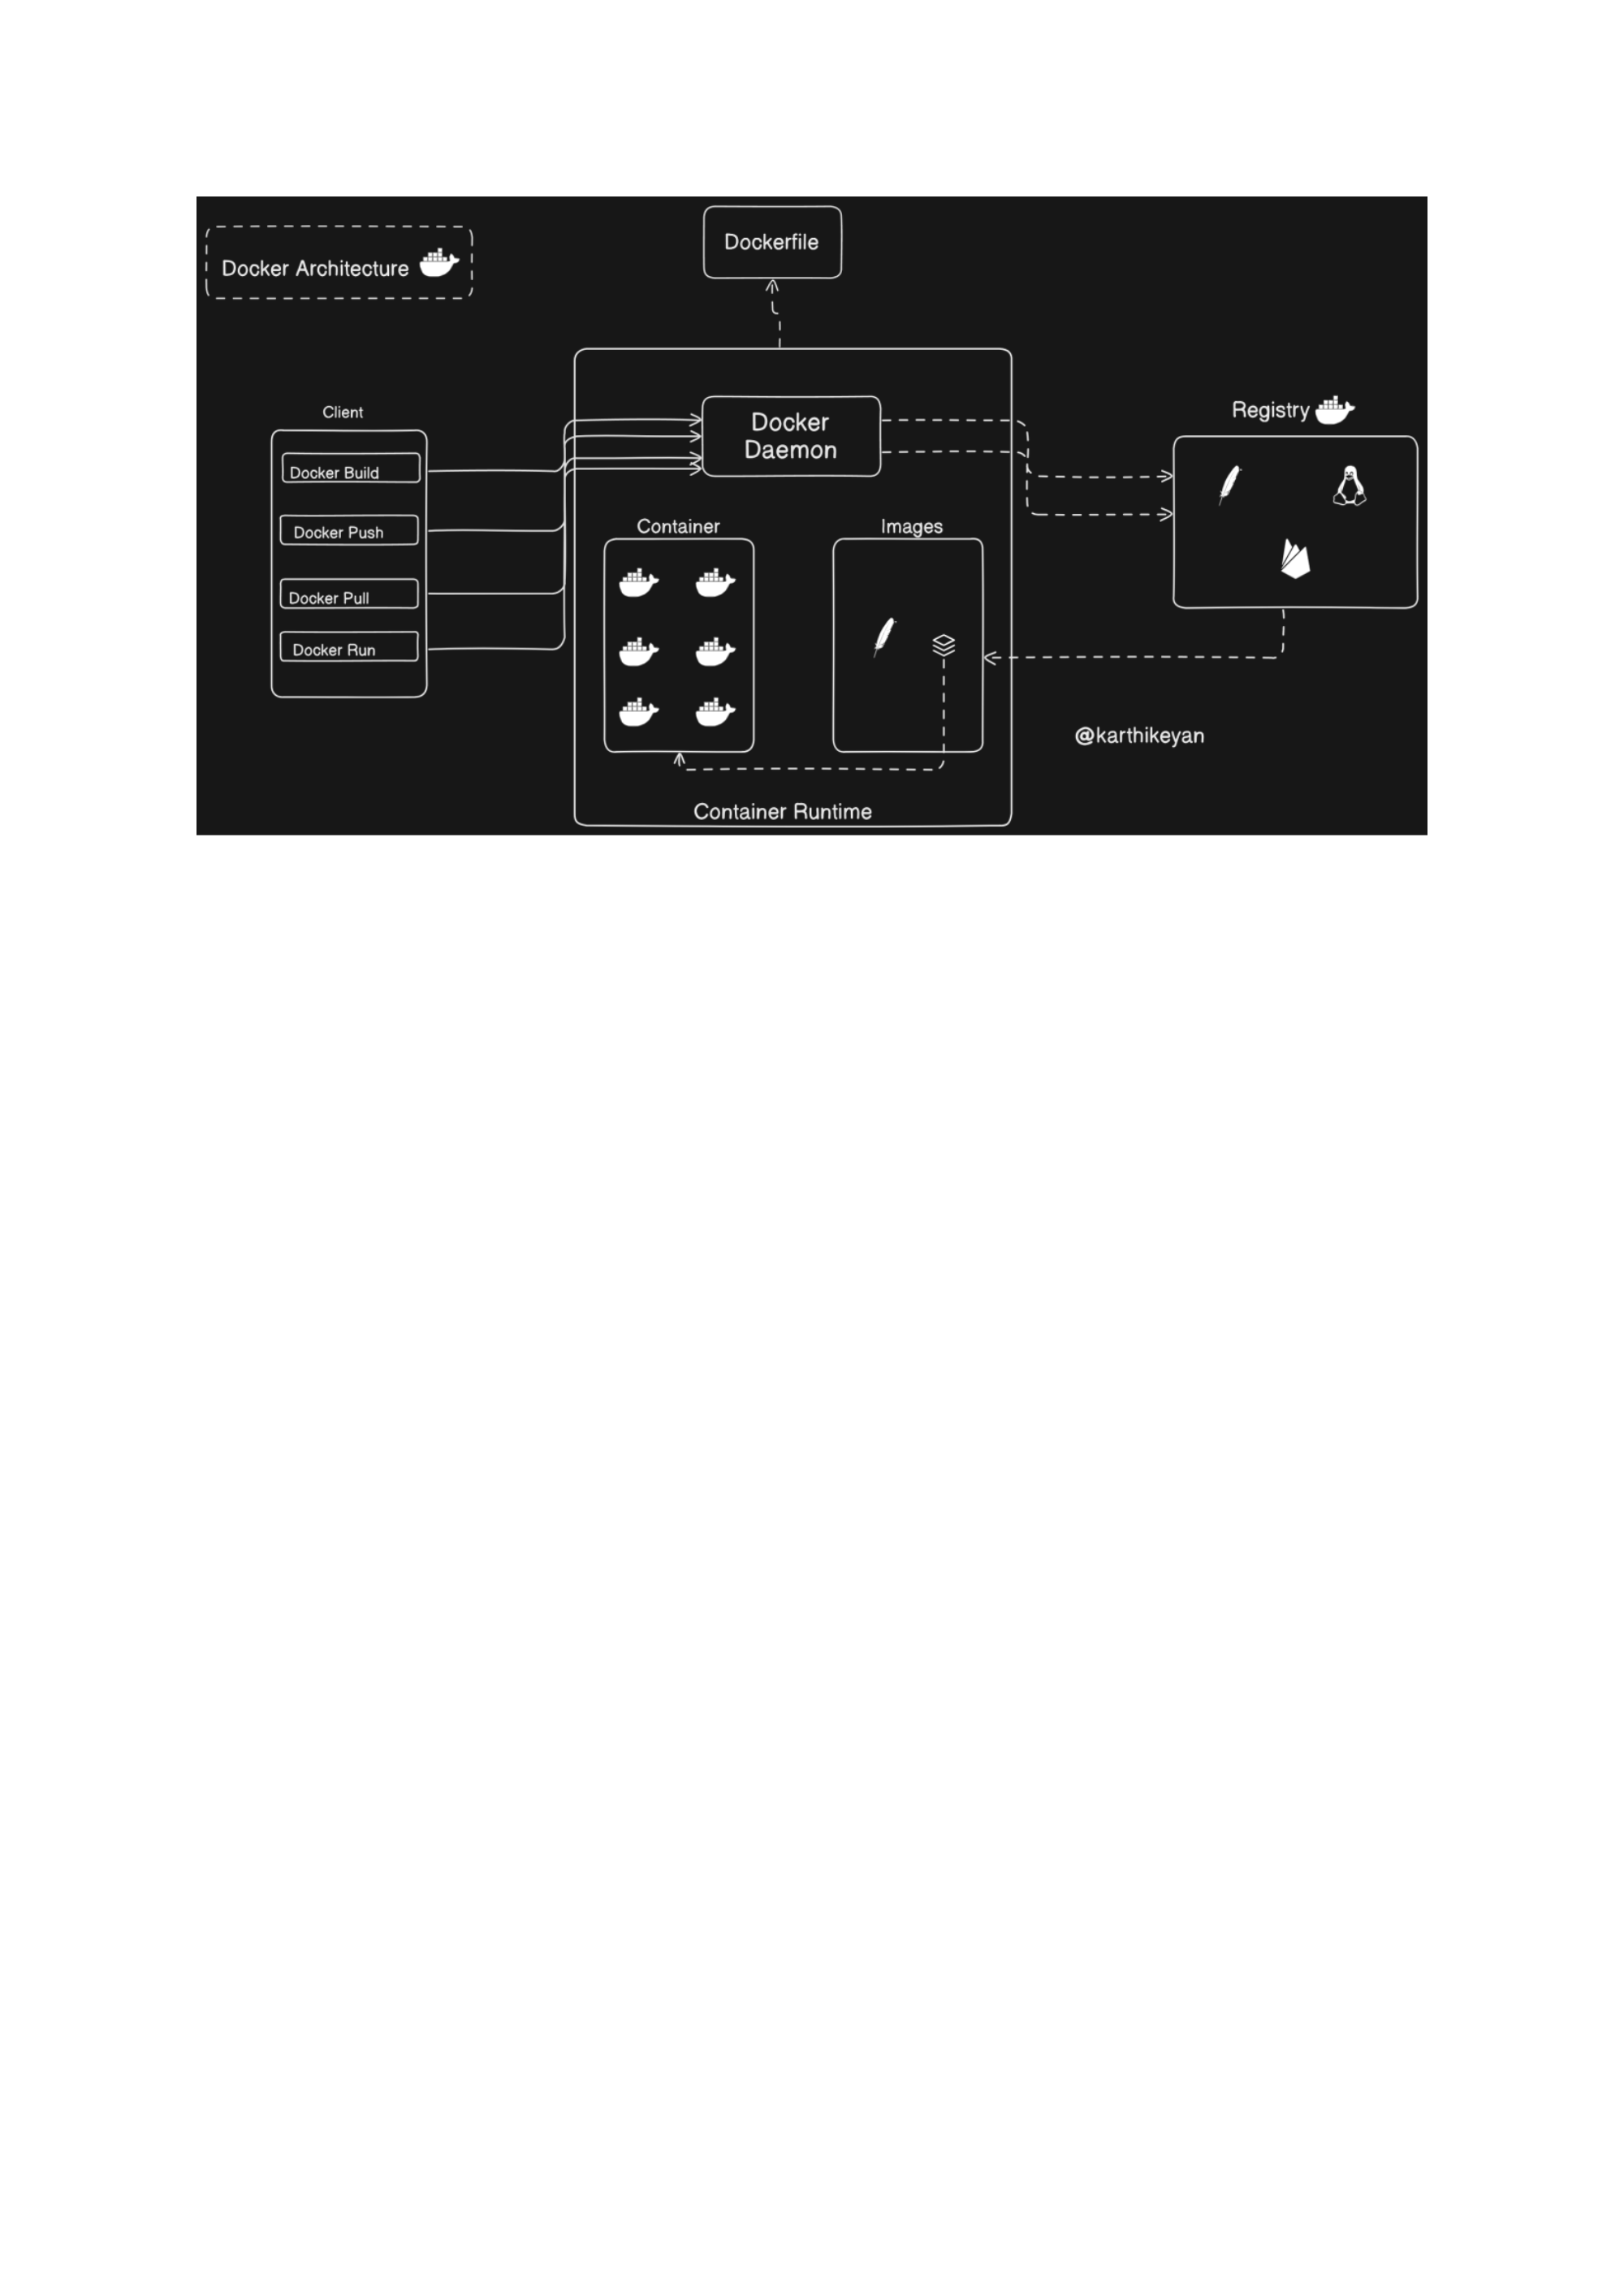 Dockerfile
Docker Architecture
Client
Docker Build
Docker Push
Docker Pull
Docker Run
Docker
Daemon
Container
Images
Container Runtime
Registry
@karthikeyan